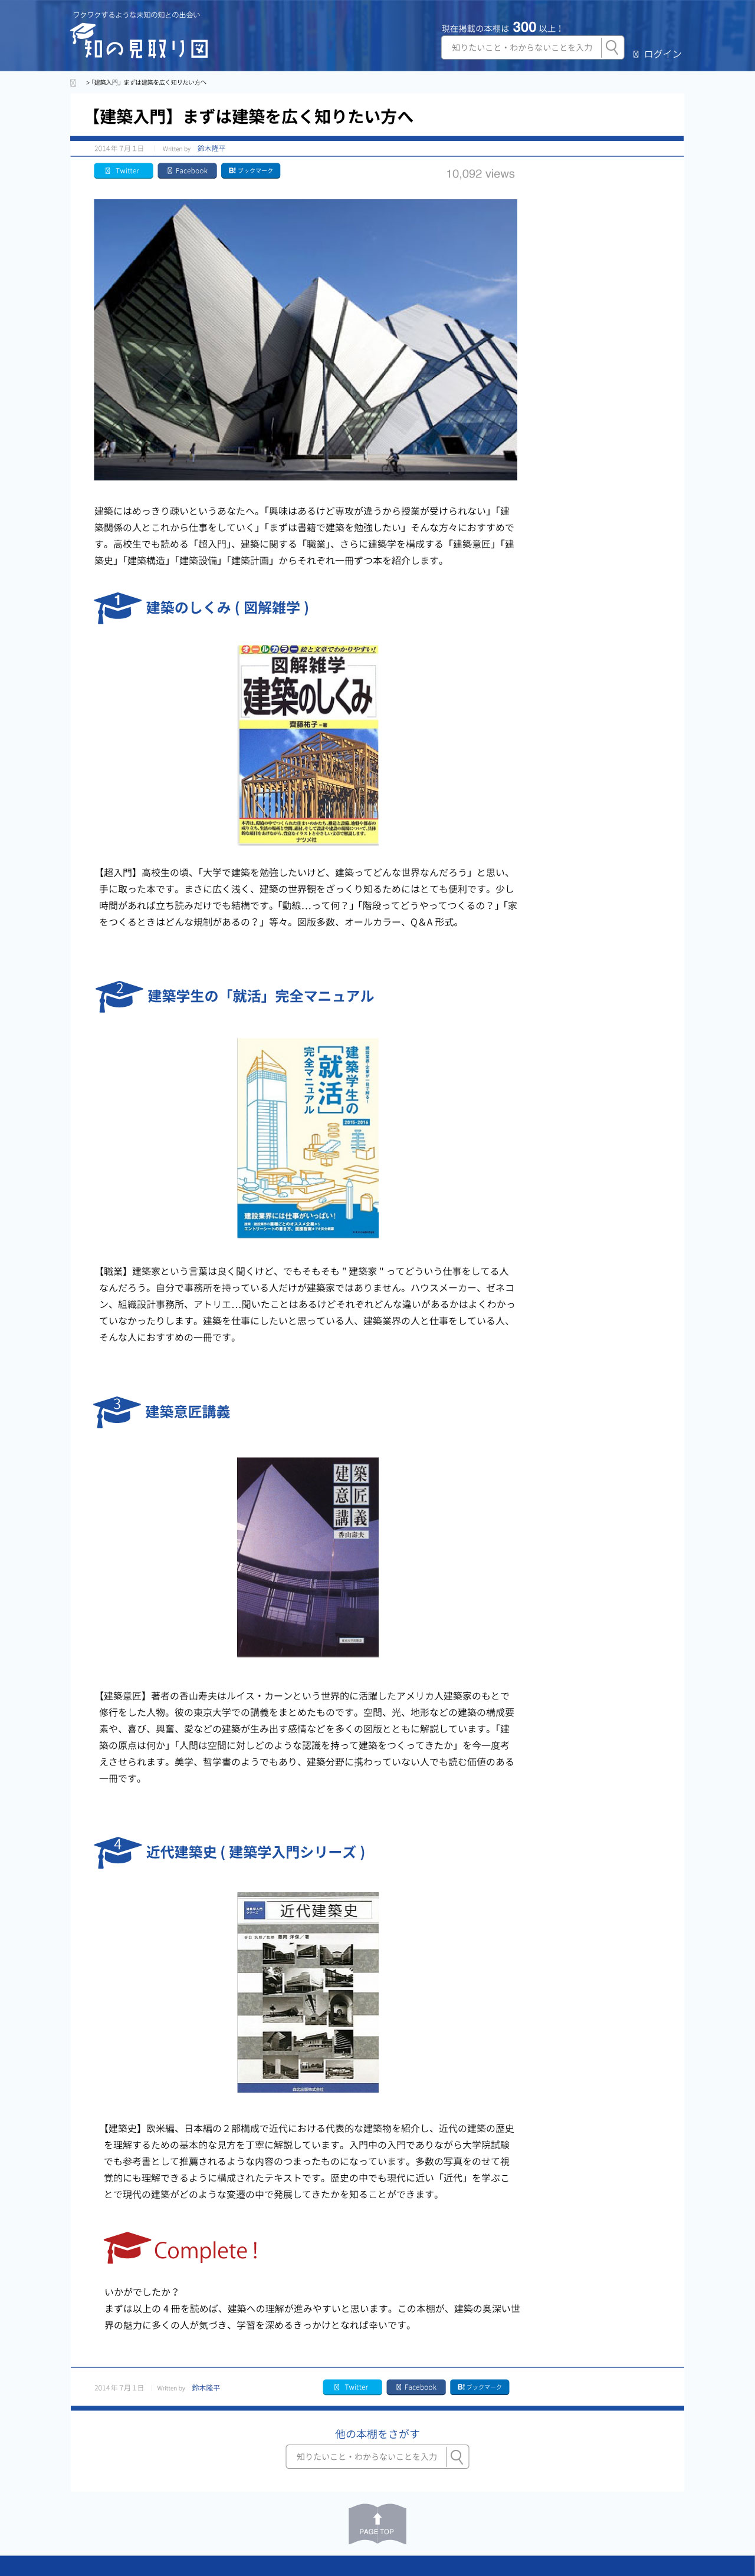 ワクワクするような未知の知との出会い
知の見取り図
現在掲載の本棚は 300 以上！
知りたいこと・わからないことを入力
ログイン
>「建築入門」まずは建築を広く知りたい方へ
【建築入門】まずは建築を広く知りたい方へ
2014年7月1日 Written by 鈴木隆平
Twitter Facebook B!ブックマーク
10,092 views
建築にはめっきり疎いというあなたへ。「興味はあるけど専攻が違うから授業が受けられない」「建
築関係の人とこれから仕事をしていく」「まずは書籍で建築を勉強したい」そんな方々におすすめで
す。高校生でも読める「超入門」、建築に関する「職業」、さらに建築学を構成する「建築意匠」「建
築史」「建築構造」「建築設備」「建築計画」からそれぞれ一冊ずつ本を紹介します。
1 建築のしくみ ( 図解雑学 )
オールカラー 絵と文章でわかりやすい!
図解雑学
建築のしくみ
齊藤祐子=著
ナツメ社
【超入門】高校生の頃、「大学で建築を勉強したいけど、建築ってどんな世界なんだろう」と思い、
手に取った本です。まさに広く浅く、建築の世界観をざっくり知るためにはとても便利です。少し
時間があれば立ち読みだけでも結構です。「動線…って何？」「階段ってどうやってつくるの？」「家
をつくるときはどんな規制があるの？」等々。図版多数、オールカラー、Q＆A 形式。
2 建築学生の「就活」完全マニュアル
建築学生の
[就活]
完全マニュアル
2015-2016
建設業界には仕事がいっぱい！
【職業】建築家という言葉は良く聞くけど、でもそもそも " 建築家 " ってどういう仕事をしてる人
なんだろう。自分で事務所を持っている人だけが建築家ではありません。ハウスメーカー、ゼネコ
ン、組織設計事務所、アトリエ…聞いたことはあるけどそれぞれどんな違いがあるかはよくわかっ
ていなかったりします。建築を仕事にしたいと思っている人、建築業界の人と仕事をしている人、
そんな人におすすめの一冊です。
3 建築意匠講義
建築
意匠
講義
香山壽夫
【建築意匠】著者の香山寿夫はルイス・カーンという世界的に活躍したアメリカ人建築家のもとで
修行をした人物。彼の東京大学での講義をまとめたものです。空間、光、地形などの建築の構成要
素や、喜び、興奮、愛などの建築が生み出す感情などを多くの図版とともに解説しています。「建
築の原点は何か」「人間は空間に対しどのような認識を持って建築をつくってきたか」を今一度考
えさせられます。美学、哲学書のようでもあり、建築分野に携わっていない人でも読む価値のある
一冊です。
4 近代建築史 ( 建築学入門シリーズ )
建築学入門
シリーズ
近代建築史
【建築史】欧米編、日本編の２部構成で近代における代表的な建築物を紹介し、近代の建築の歴史
を理解するための基本的な見方を丁寧に解説しています。入門中の入門でありながら大学院試験
でも参考書として推薦されるような内容のつまったものになっています。多数の写真をのせて視
覚的にも理解できるように構成されたテキストです。歴史の中でも現代に近い「近代」を学ぶこ
とで現代の建築がどのような変遷の中で発展してきたかを知ることができます。
Complete !
いかがでしたか？
まずは以上の 4 冊を読めば、建築への理解が進みやすいと思います。この本棚が、建築の奥深い世
界の魅力に多くの人が気づき、学習を深めるきっかけとなれば幸いです。
2014年7月1日 Written by 鈴木隆平
Twitter Facebook B!ブックマーク
他の本棚をさがす
知りたいこと・わからないことを入力
PAGE TOP